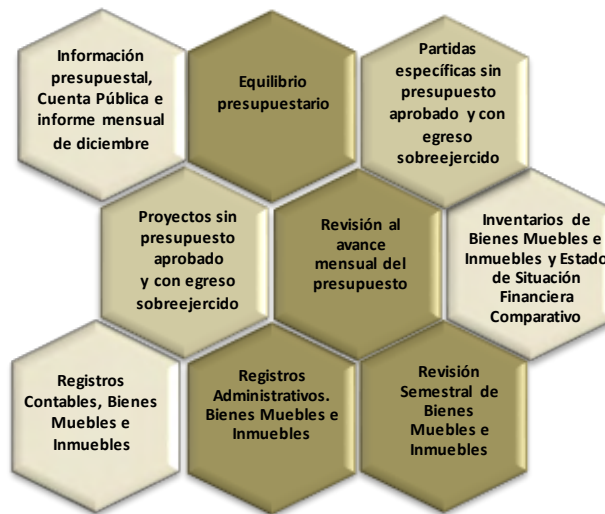 Información
presupuestal,
Cuenta Pública e
informe mensual
de diciembre
Equilibrio
presupuestario
Partidas
específicas sin
presupuesto
aprobado y con
egreso
sobreejercido
Proyectos sin
presupuesto
aprobado
y con egreso
sobreejercido
Revisión al
avance
mensual del
presupuesto
Inventarios de
Bienes Muebles e
Inmuebles y Estado
de Situación
Financiera
Comparativo
Registros
Contables, Bienes
Muebles e
Inmuebles
Registros
Administrativos.
Bienes Muebles e
Inmuebles
Revisión
Semestral de
Bienes
Muebles e
Inmuebles